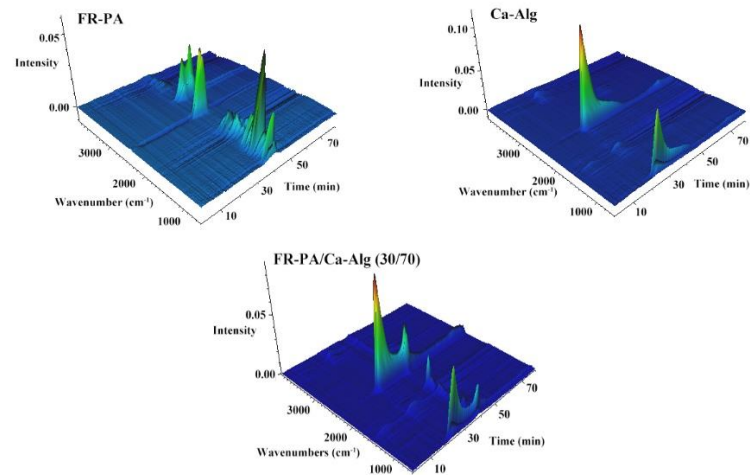 FR-PA
0.05
Intensity
0.00
3000
2000
1000
Wavenumber (cm⁻¹)
10
30
50
70
Time (min)
Ca-Alg
0.10
0.05
Intensity
0.00
3000
2000
1000
Wavenumber (cm⁻¹)
10
30
50
70
Time (min)
FR-PA/Ca-Alg (30/70)
0.05
Intensity
0.00
3000
2000
1000
Wavenumbers (cm⁻¹)
10
30
50
70
Time (min)